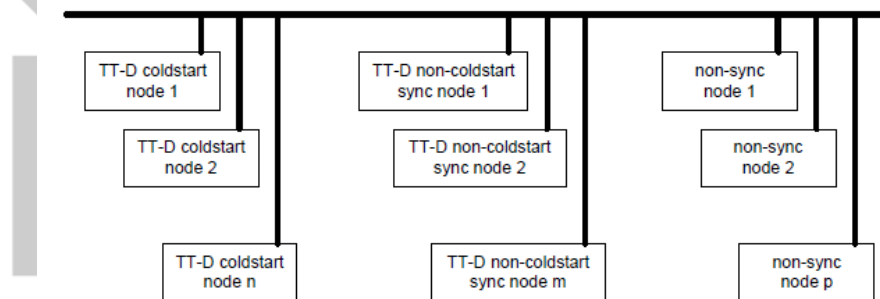 TT-D coldstart
node 1
TT-D non-coldstart
sync node 1
non-sync
node 1
TT-D coldstart
node 2
TT-D non-coldstart
sync node 2
non-sync
node 2
TT-D coldstart
node n
TT-D non-coldstart
sync node m
non-sync
node p